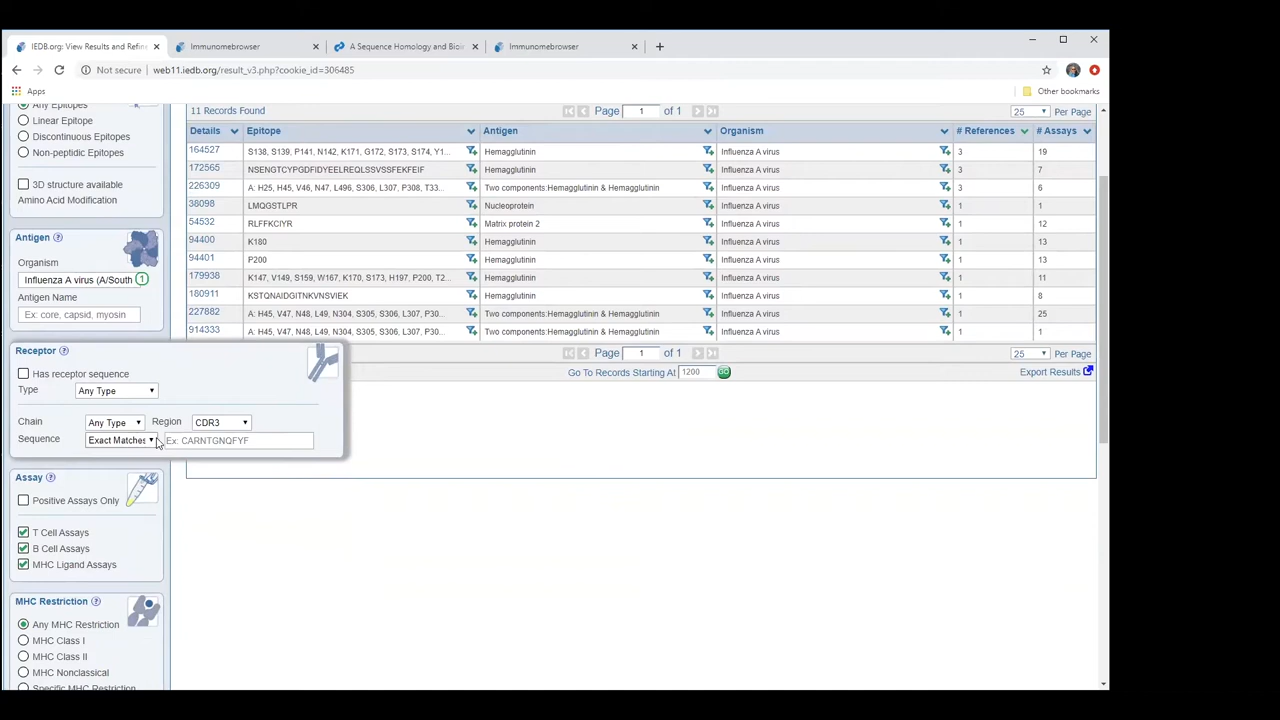 IEDB.org: View Results and Refin
Immunomebrowser
A Sequence Homology and Bioi
Immunomebrowser
Not secure
web11.iedb.org/result_v3.php?cookie_id=306485
Apps
Other bookmarks
Any Epitopes
Linear Epitope
Discontinuous Epitopes
Non-peptidic Epitopes
3D structure available
Amino Acid Modification
Antigen
Organism
Influenza A virus (A/South 1
Antigen Name
Ex: core, capsid, myosin
Receptor
Has receptor sequence
Type Any Type
Chain Any Type Region CDR3
Sequence Exact Matches Ex: CARNTGNQFYF
Assay
Positive Assays Only
T Cell Assays
B Cell Assays
MHC Ligand Assays
MHC Restriction
Any MHC Restriction
MHC Class I
MHC Class II
MHC Nonclassical
Specific MHC Restriction
11 Records Found Page 1 of 1 25 Per Page
Details Epitope Antigen Organism # References # Assays
164527 S138, S139, P141, N142, K171, G172, S173, S174, Y1... Hemagglutinin Influenza A virus 3 19
172565 NSENGTCYPGDFIDYEELREQLSSVSSFEKFEIF Hemagglutinin Influenza A virus 3 7
226309 A: H25, H45, V46, N47, L496, S306, L307, P308, T33... Two components:Hemagglutinin & Hemagglutinin Influenza A virus 3 6
38098 LMQGSTLPR Nucleoprotein Influenza A virus 1 1
54532 RLFFKCIYR Matrix protein 2 Influenza A virus 1 12
94400 K180 Hemagglutinin Influenza A virus 1 13
94401 P200 Hemagglutinin Influenza A virus 1 13
179938 K147, V149, S159, W167, K170, S173, H197, P200, T2... Hemagglutinin Influenza A virus 1 11
180911 KSTQNAIDGITNKVNSVIEK Hemagglutinin Influenza A virus 1 8
227882 A: H45, V47, N48, L49, N304, S305, S306, L307, P30... Two components:Hemagglutinin & Hemagglutinin Influenza A virus 1 25
914333 A: H45, V47, N48, L49, N304, S305, S306, L307, P30... Two components:Hemagglutinin & Hemagglutinin Influenza A virus 1 1
Page 1 of 1 25 Per Page
Go To Records Starting At 1200 GO Export Results